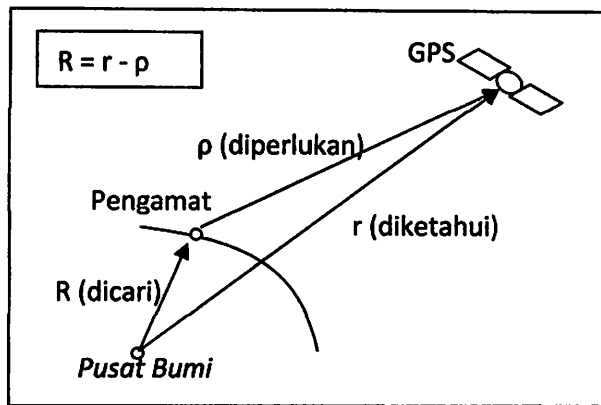 R = r - ρ
GPS
ρ (diperlukan)
Pengamat
r (diketahui)
R (dicari)
Pusat Bumi